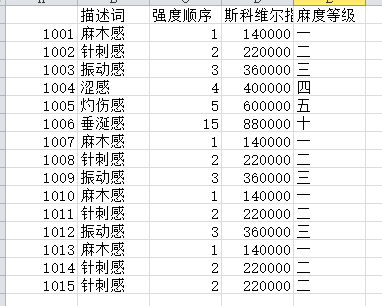 描述词 强度顺序 斯科维尔指 麻度等级
1001 麻木感 1 140000 一
1002 针刺感 2 220000 二
1003 振动感 3 360000 三
1004 涩感 4 400000 四
1005 灼伤感 5 600000 五
1006 垂涎感 15 880000 十
1007 麻木感 1 140000 一
1008 针刺感 2 220000 二
1009 振动感 3 360000 三
1010 麻木感 1 140000 一
1011 针刺感 2 220000 二
1012 振动感 3 360000 三
1013 麻木感 1 140000 一
1014 针刺感 2 220000 二
1015 针刺感 2 220000 二